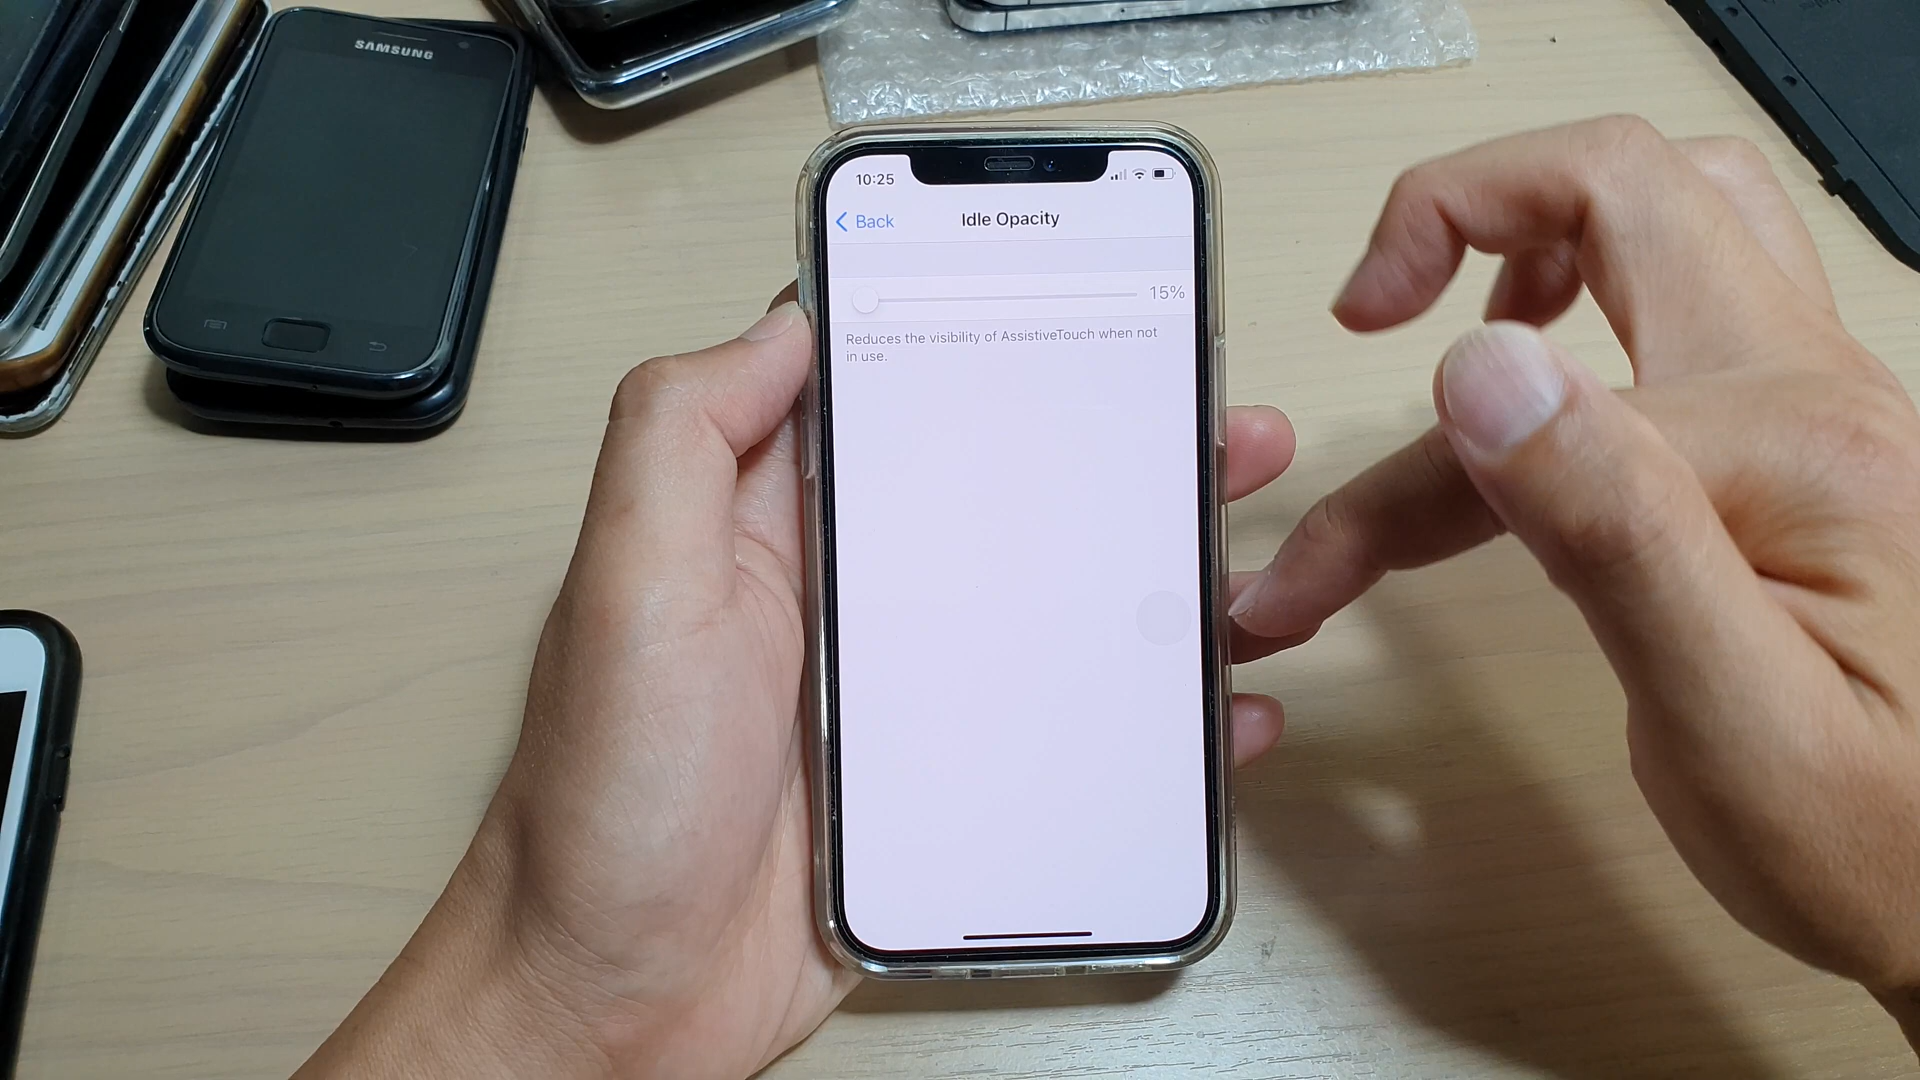 SAMSUNG
10:25
Back
Idle Opacity
15%
Reduces the visibility of AssistiveTouch when not
in use.